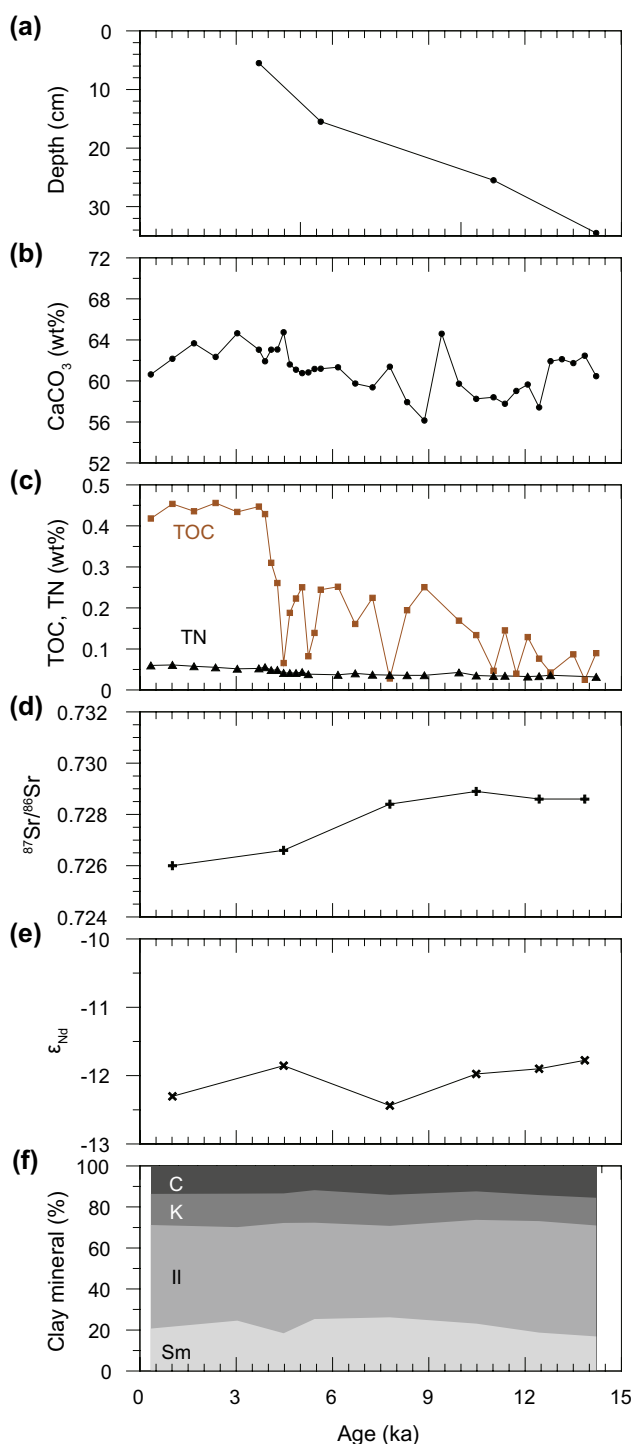 (a)
0
10
20
30
Depth (cm)
(b)
72
68
64
60
56
52
CaCO₃ (wt%)
(c)
0.5
0.4
0.3
0.2
0.1
0
TOC, TN (wt%)
TOC
TN
(d)
0.732
0.730
0.728
0.726
0.724
⁸⁷Sr/⁸⁶Sr
(e)
-10
-11
-12
-13
εNd
(f)
100
80
60
40
20
0
Clay mineral (%)
C
K
Il
Sm
0 3 6 9 12 15
Age (ka)